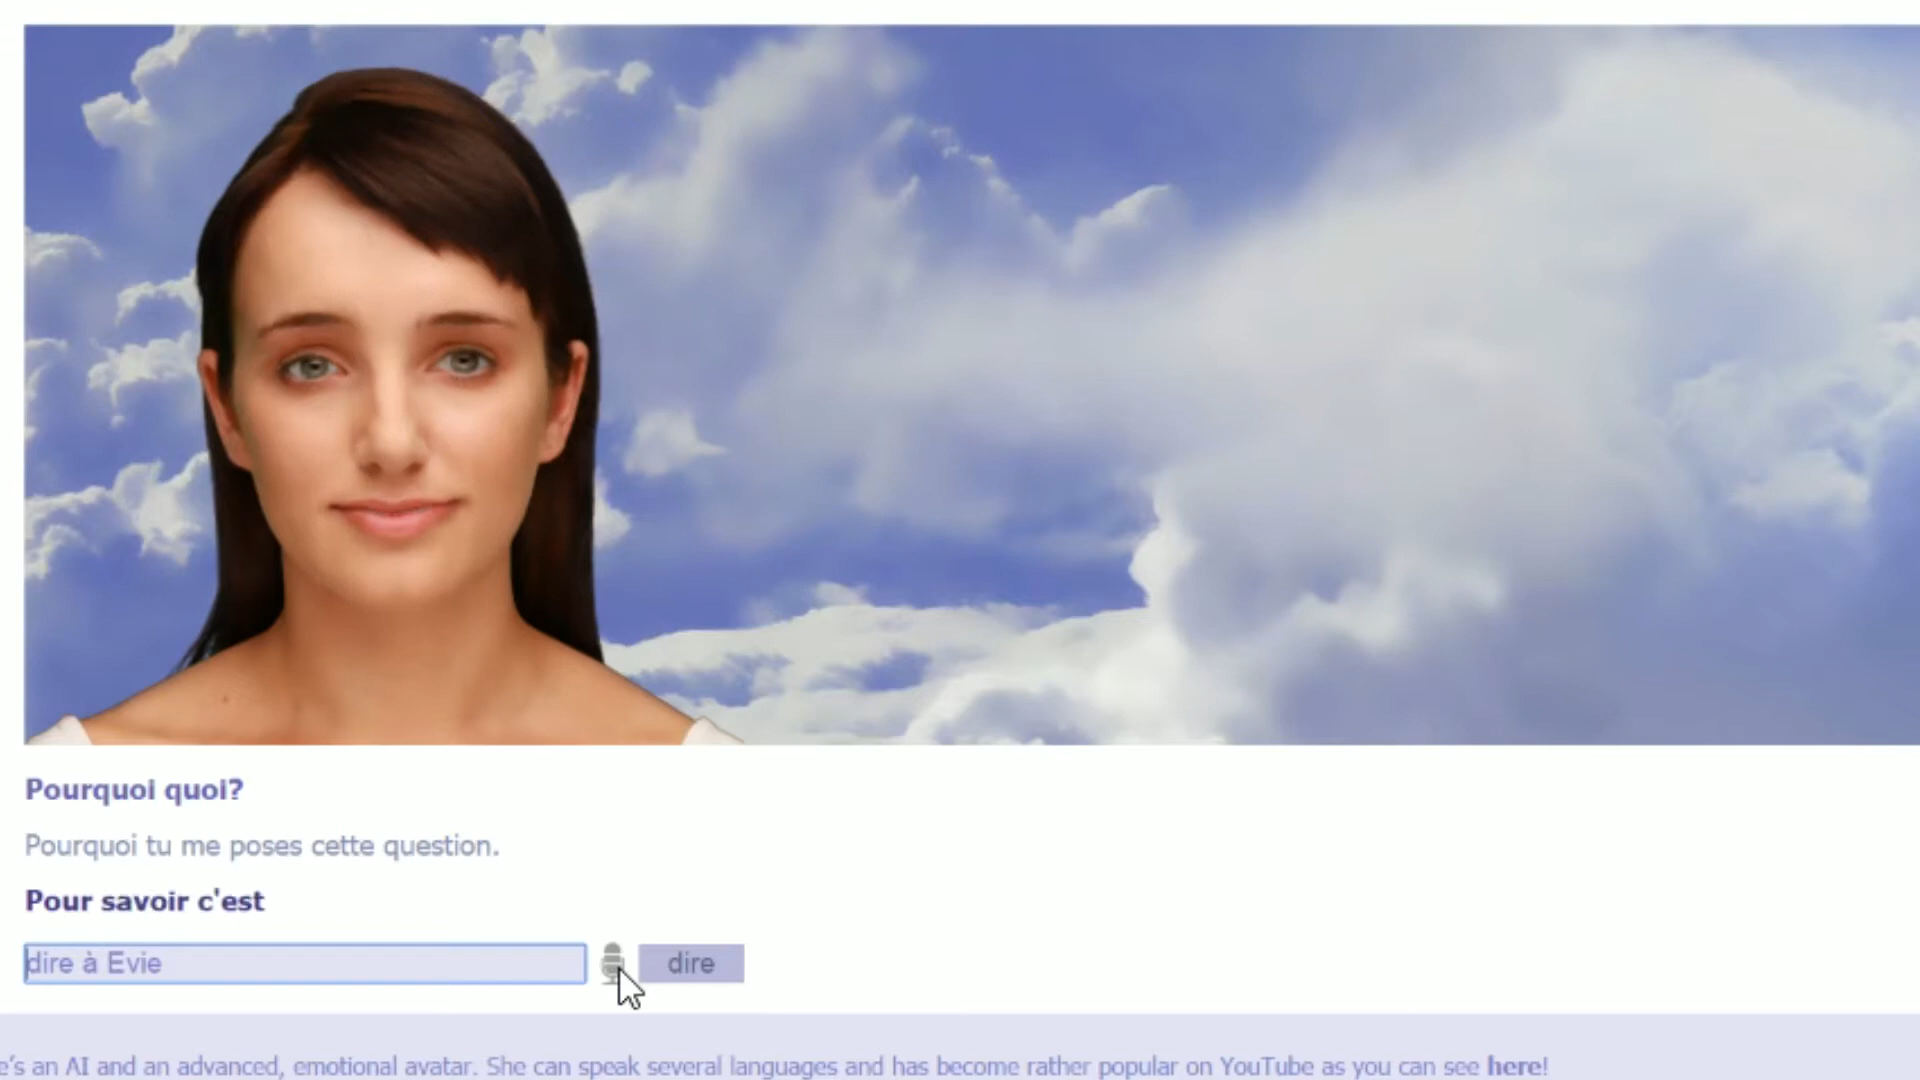 Pourquoi quoi?
Pourquoi tu me poses cette question.
Pour savoir c'est
dire à Evie
dire
e's an AI and an advanced, emotional avatar. She can speak several languages and has become rather popular on YouTube as you can see here!